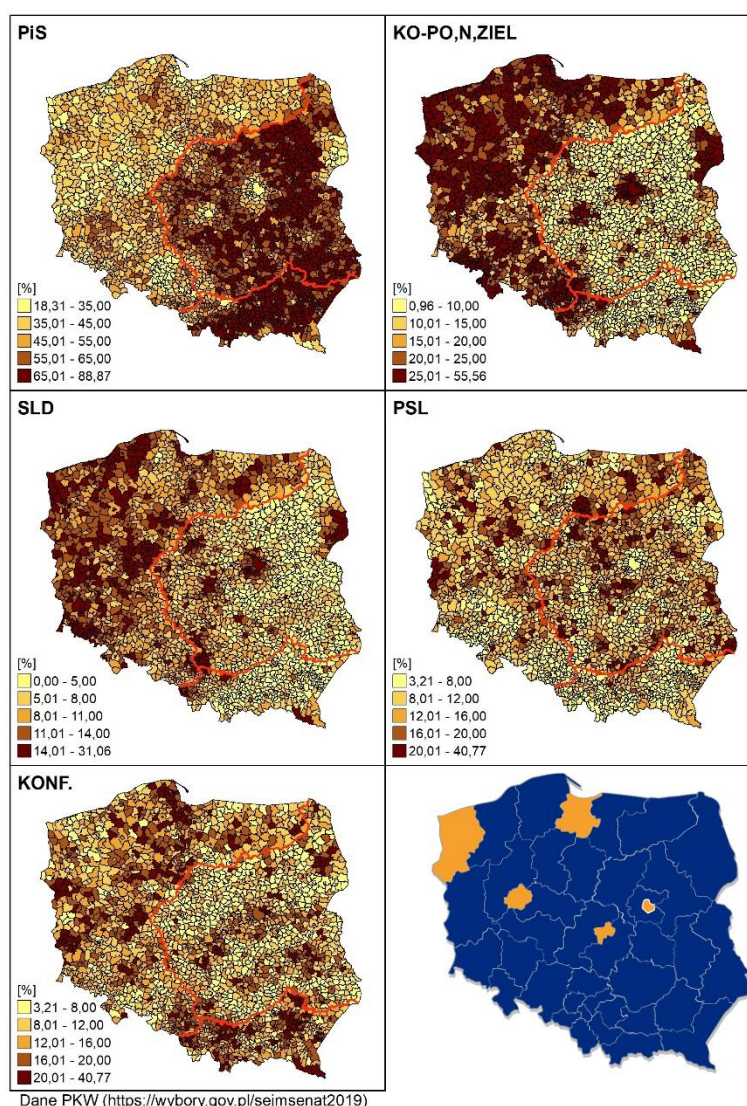 PiS
[%]
18,31 - 35,00
35,01 - 45,00
45,01 - 55,00
55,01 - 65,00
65,01 - 88,87
KO-PO,N,ZIEL
[%]
0,96 - 10,00
10,01 - 15,00
15,01 - 20,00
20,01 - 25,00
25,01 - 55,56
SLD
[%]
0,00 - 5,00
5,01 - 8,00
8,01 - 11,00
11,01 - 14,00
14,01 - 31,06
PSL
[%]
3,21 - 8,00
8,01 - 12,00
12,01 - 16,00
16,01 - 20,00
20,01 - 40,77
KONF.
[%]
3,21 - 8,00
8,01 - 12,00
12,01 - 16,00
16,01 - 20,00
20,01 - 40,77
Dane PKW (https://wybory.gov.pl/sejmsenat2019)